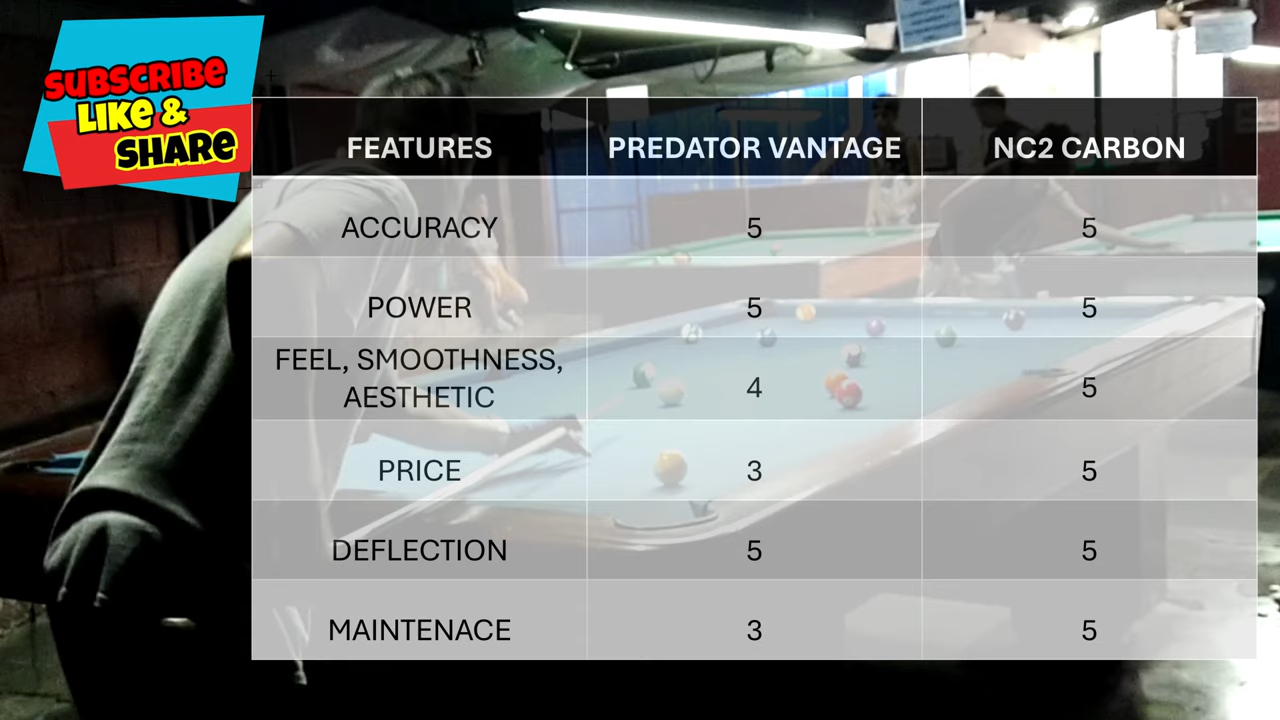 SUBSCRIBE
LIKE &
SHARE
FEATURES PREDATOR VANTAGE NC2 CARBON
ACCURACY 5 5
POWER 5 5
FEEL, SMOOTHNESS,
AESTHETIC 4 5
PRICE 3 5
DEFLECTION 5 5
MAINTENACE 3 5